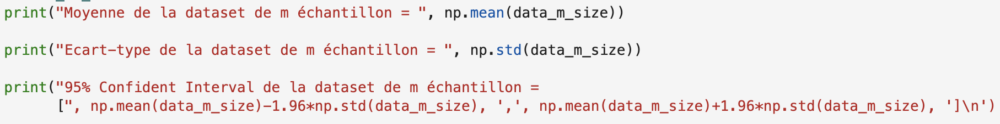 print("Moyenne de la dataset de m échantillon = ", np.mean(data_m_size))
print("Ecart-type de la dataset de m échantillon = ", np.std(data_m_size))
print("95% Confident Interval de la dataset de m échantillon =
[", np.mean(data_m_size)-1.96*np.std(data_m_size), ',', np.mean(data_m_size)+1.96*np.std(data_m_size), ']\n')